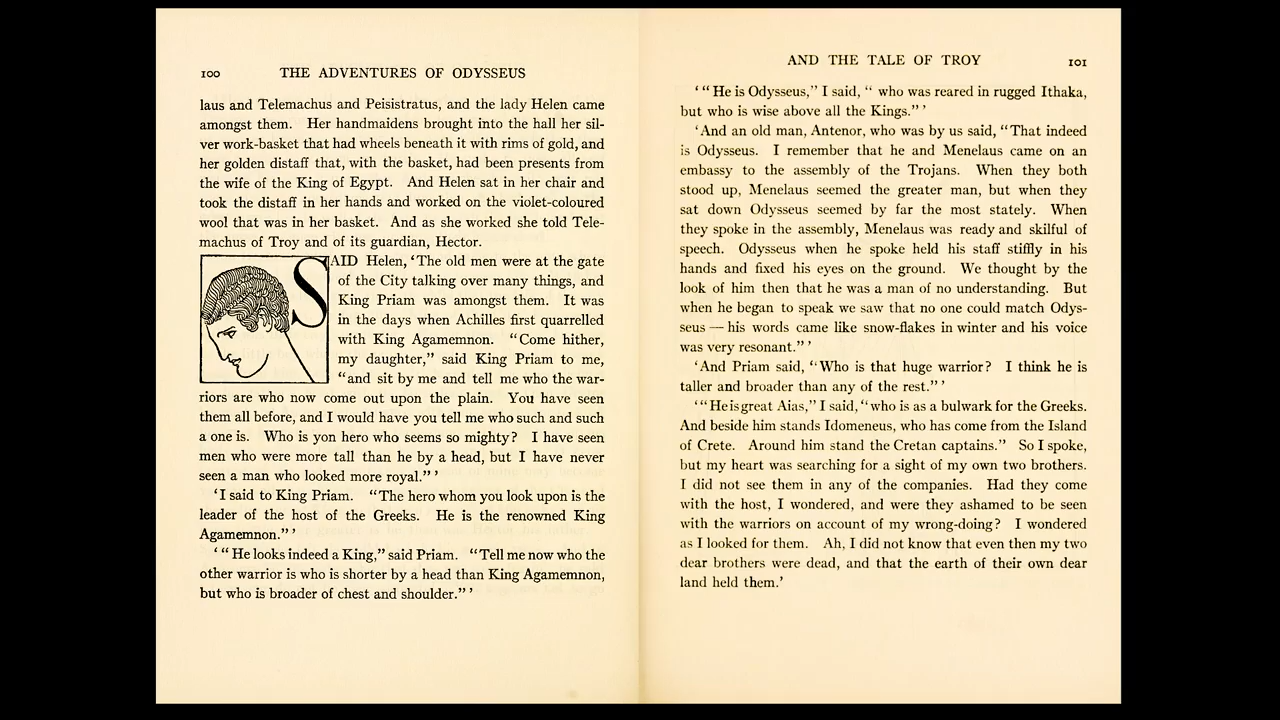 100
THE ADVENTURES OF ODYSSEUS
laus and Telemachus and Peisistratus, and the lady Helen came
amongst them. Her handmaidens brought into the hall her sil-
ver work-basket that had wheels beneath it with rims of gold, and
her golden distaff that, with the basket, had been presents from
the wife of the King of Egypt. And Helen sat in her chair and
took the distaff in her hands and worked on the violet-coloured
wool that was in her basket. And as she worked she told Tele-
machus of Troy and of its guardian, Hector.
SAID Helen, ‘The old men were at the gate
of the City talking over many things, and
King Priam was amongst them. It was
in the days when Achilles first quarrelled
with King Agamemnon. “Come hither,
my daughter,” said King Priam to me,
“and sit by me and tell me who the war-
riors are who now come out upon the plain. You have seen
them all before, and I would have you tell me who such and such
a one is. Who is yon hero who seems so mighty? I have seen
men who were more tall than he by a head, but I have never
seen a man who looked more royal.” ’
‘I said to King Priam. “The hero whom you look upon is the
leader of the host of the Greeks. He is the renowned King
Agamemnon.” ’
‘ “ He looks indeed a King,” said Priam. “Tell me now who the
other warrior is who is shorter by a head than King Agamemnon,
but who is broader of chest and shoulder.” ’
AND THE TALE OF TROY
101
‘ “ He is Odysseus,” I said, “ who was reared in rugged Ithaka,
but who is wise above all the Kings.” ’
‘And an old man, Antenor, who was by us said, “That indeed
is Odysseus. I remember that he and Menelaus came on an
embassy to the assembly of the Trojans. When they both
stood up, Menelaus seemed the greater man, but when they
sat down Odysseus seemed by far the most stately. When
they spoke in the assembly, Menelaus was ready and skilful of
speech. Odysseus when he spoke held his staff stiffly in his
hands and fixed his eyes on the ground. We thought by the
look of him then that he was a man of no understanding. But
when he began to speak we saw that no one could match Odys-
seus — his words came like snow-flakes in winter and his voice
was very resonant.” ’
‘And Priam said, “Who is that huge warrior? I think he is
taller and broader than any of the rest.” ’
‘ “He is great Aias,” I said, “who is as a bulwark for the Greeks.
And beside him stands Idomeneus, who has come from the Island
of Crete. Around him stand the Cretan captains.” So I spoke,
but my heart was searching for a sight of my own two brothers.
I did not see them in any of the companies. Had they come
with the host, I wondered, and were they ashamed to be seen
with the warriors on account of my wrong-doing? I wondered
as I looked for them. Ah, I did not know that even then my two
dear brothers were dead, and that the earth of their own dear
land held them.’